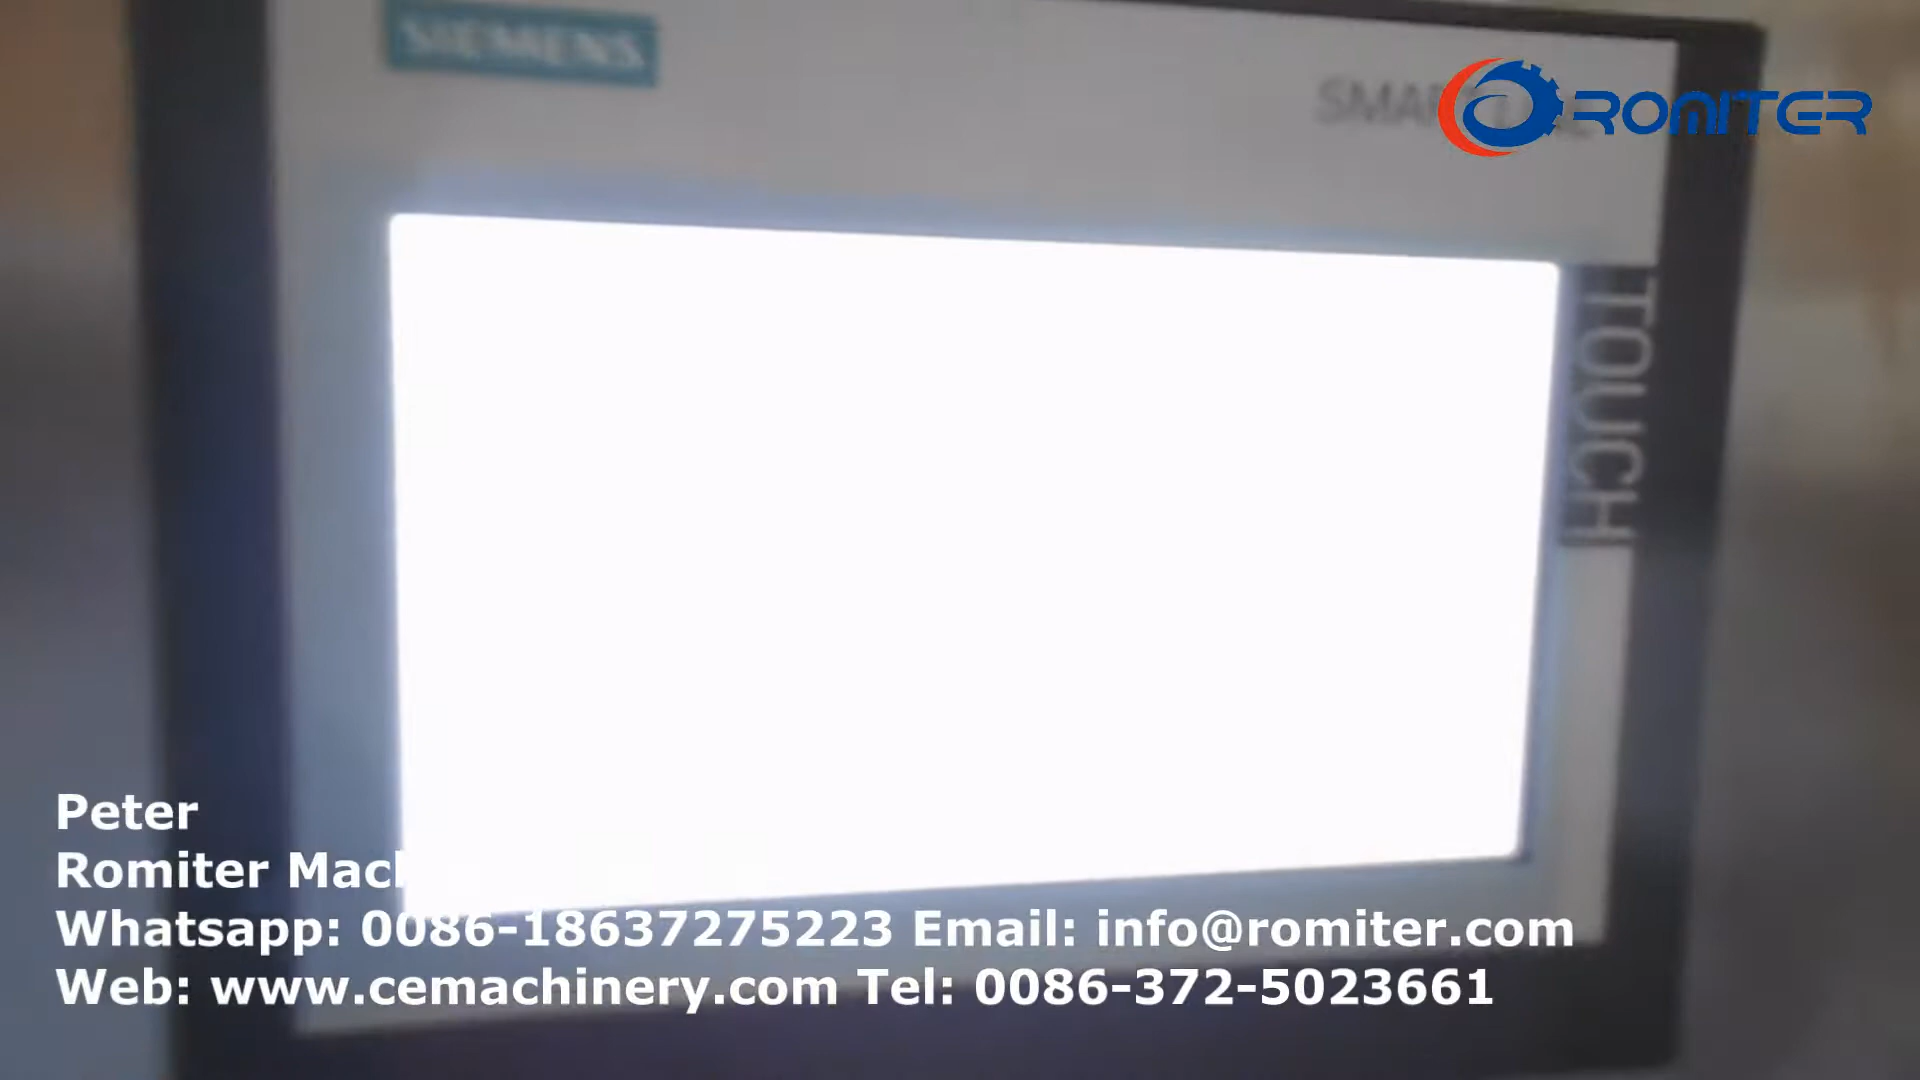 SIEMENS
ROMITER
TOUCH
Peter
Romiter
Whatsapp: 0086-18637275223 Email: info@romiter.com
Web: www.cemachinery.com Tel: 0086-372-5023661